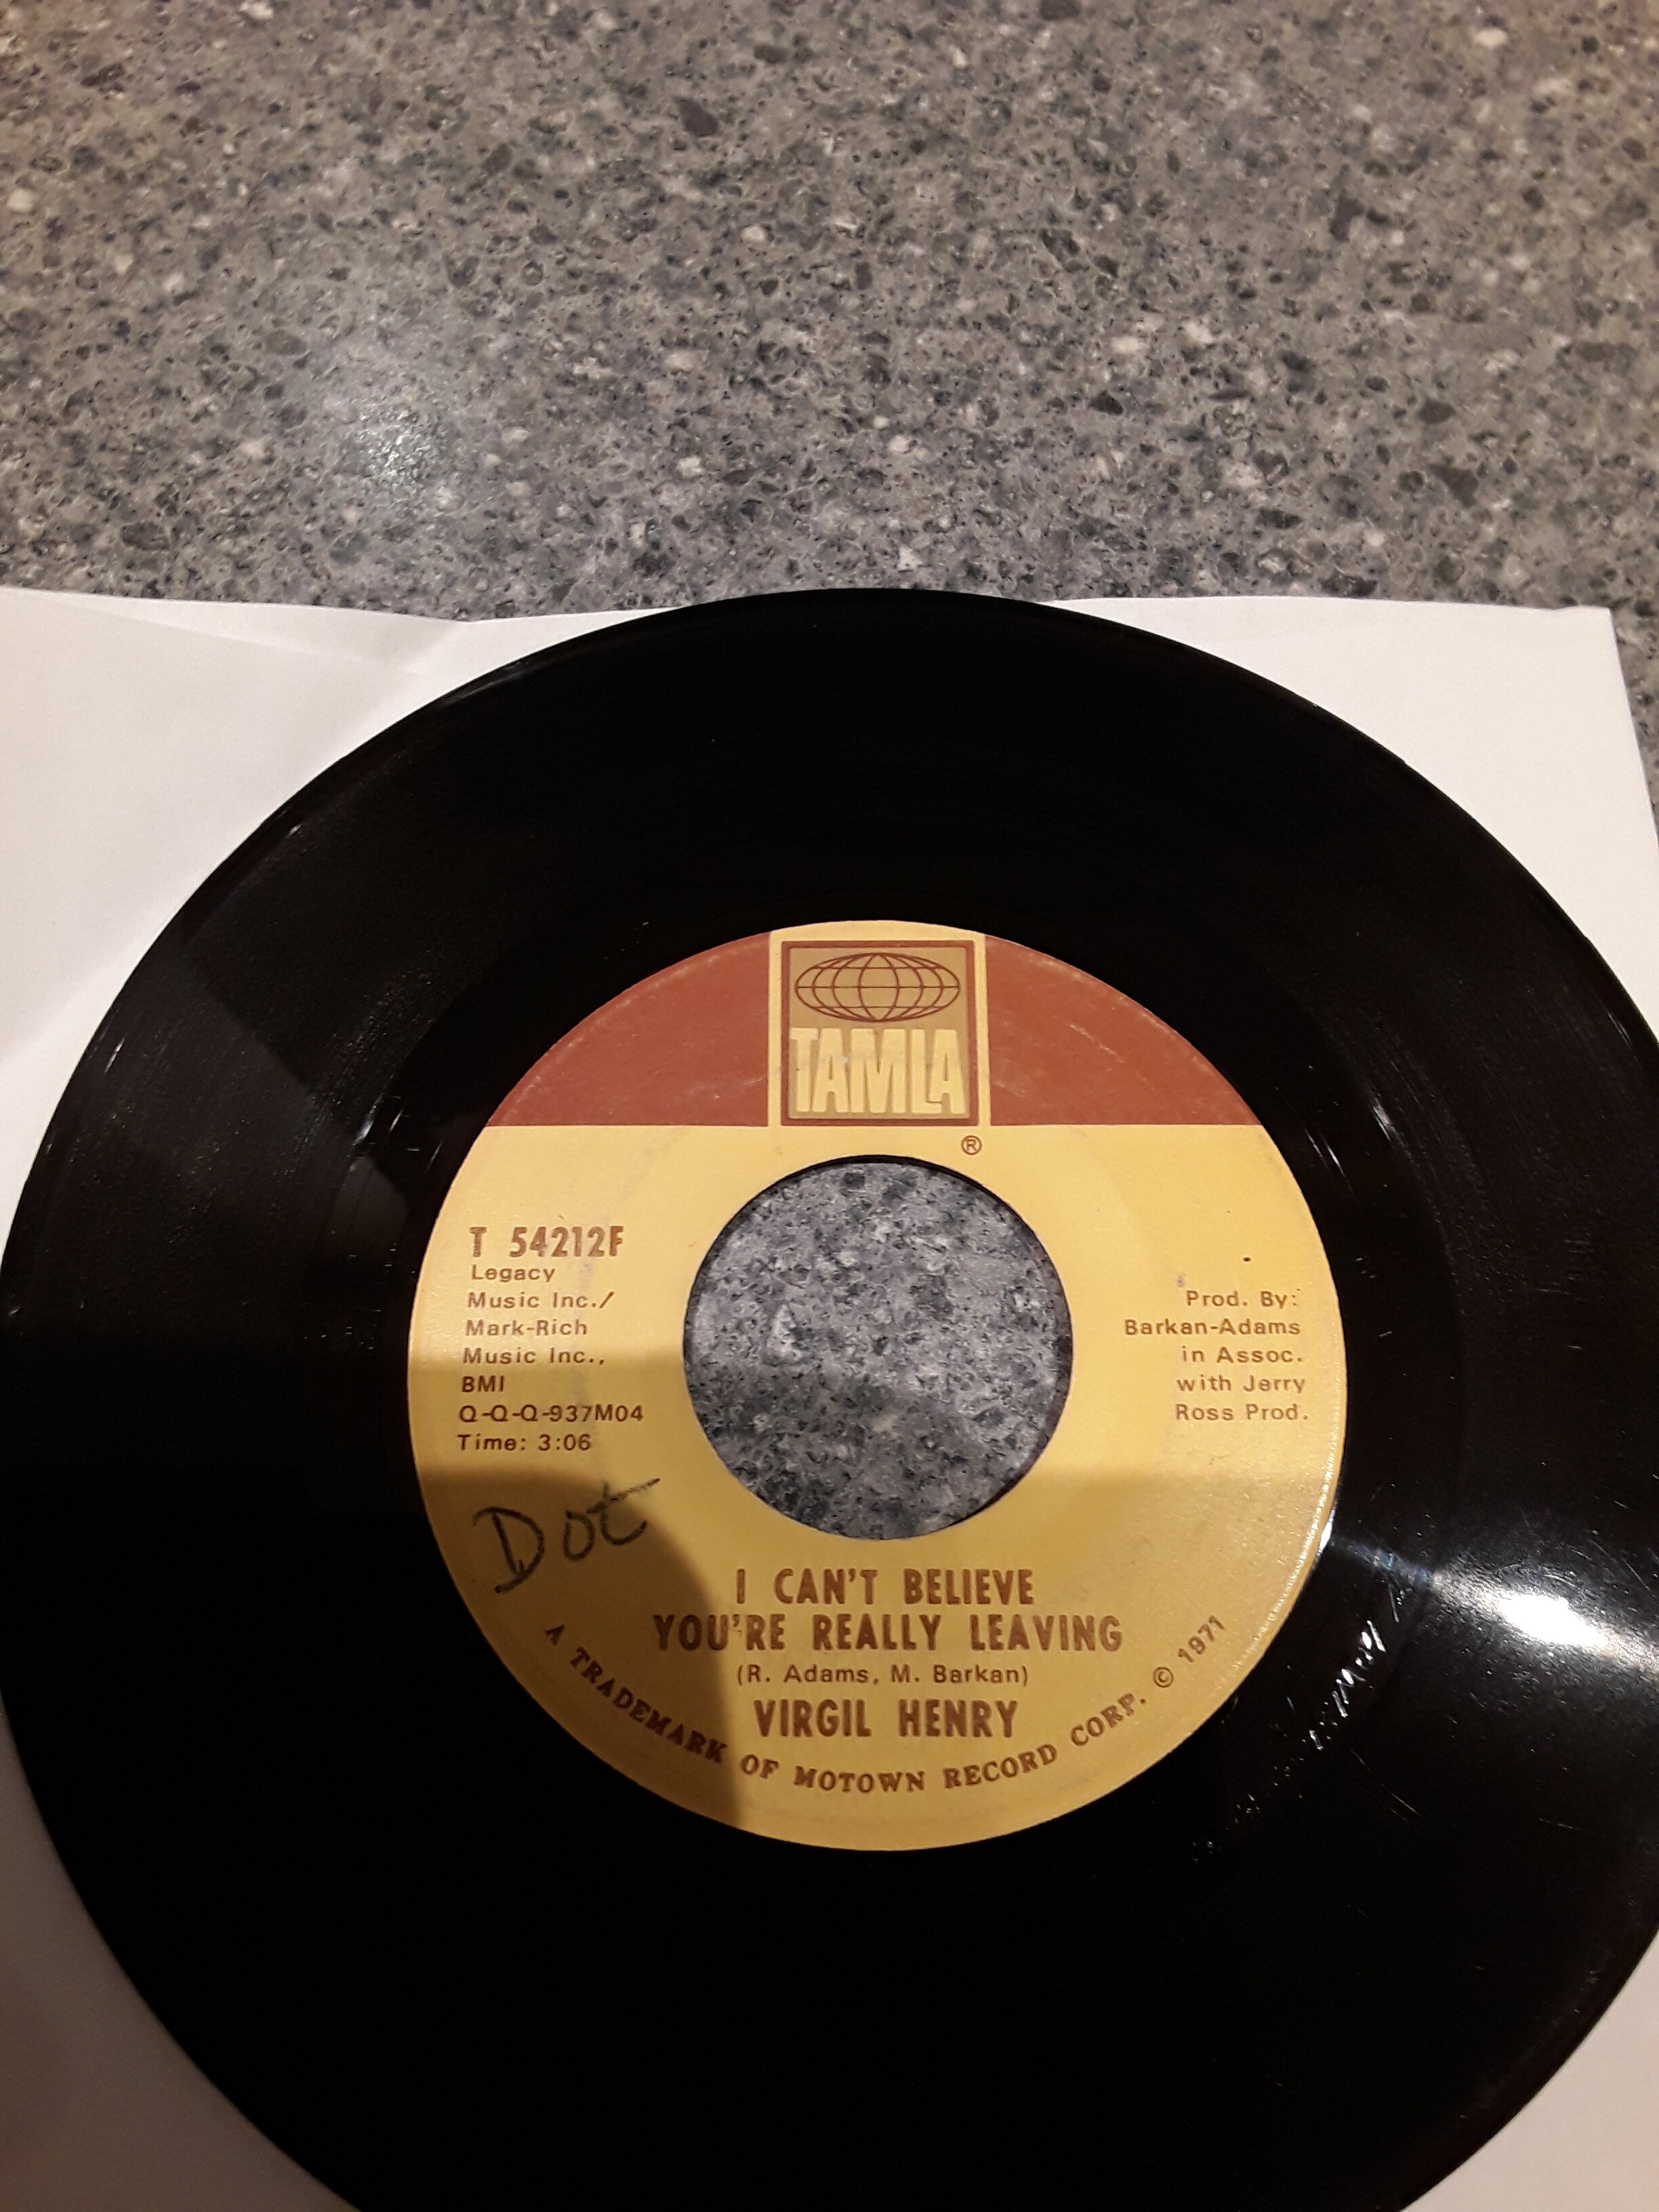 TAMLA
®
T 54212F
Legacy
Music Inc./
Mark-Rich
Music Inc.,
BMI
Q-Q-Q-937M04
Time: 3:06
Prod. By:
Barkan-Adams
in Assoc.
with Jerry
Ross Prod.
Dot
I CAN'T BELIEVE
YOU'RE REALLY LEAVING
(R. Adams, M. Barkan)
VIRGIL HENRY
A TRADEMARK OF MOTOWN RECORD CORP. © 1971